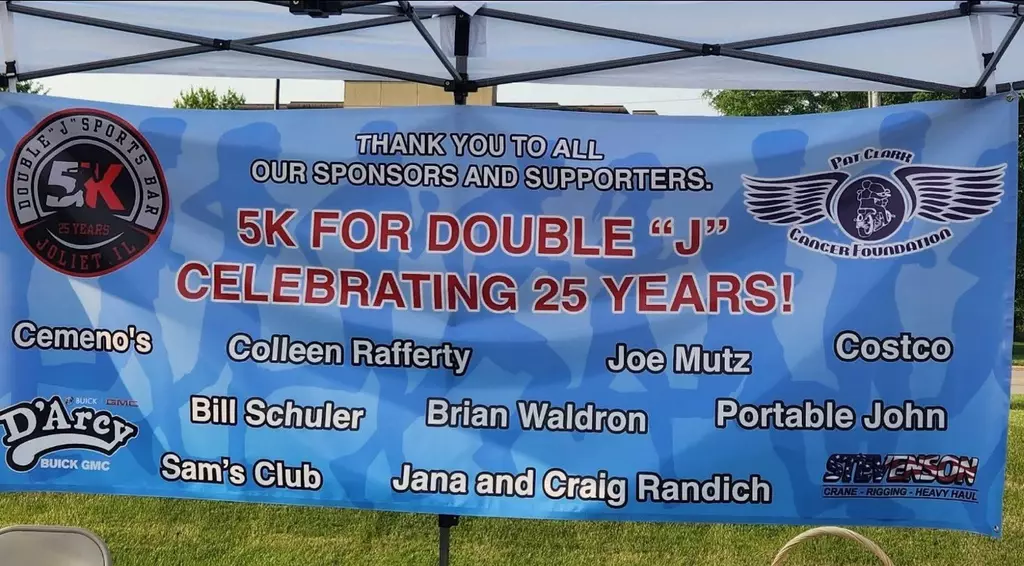 DOUBLE "J" SPORTS BAR
5K
25 YEARS
JOLIET, IL
THANK YOU TO ALL
OUR SPONSORS AND SUPPORTERS.
5K FOR DOUBLE “J”
CELEBRATING 25 YEARS!
PAT CLARK
CANCER FOUNDATION
Cemeno's
Colleen Rafferty
Joe Mutz
Costco
BUICK GMC
D'Arcy
BUICK GMC
Bill Schuler
Brian Waldron
Portable John
Sam's Club
Jana and Craig Randich
STEVENSON
CRANE - RIGGING - HEAVY HAUL